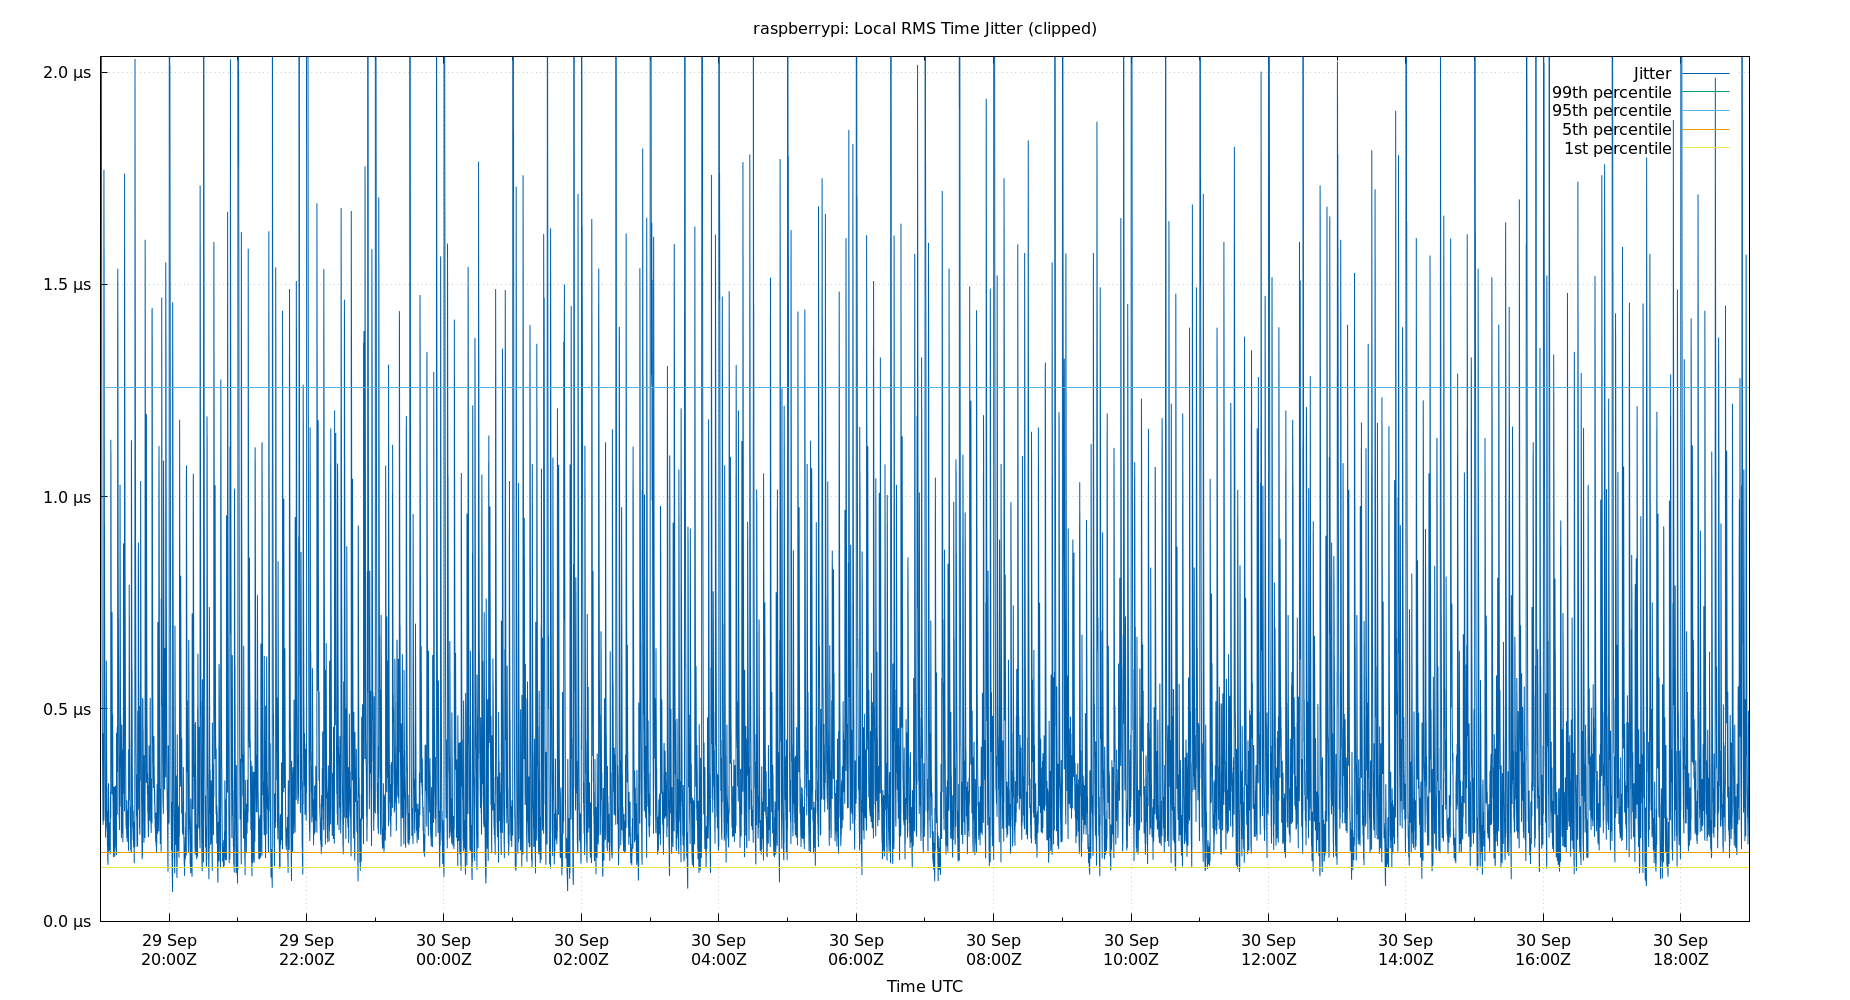 raspberrypi: Local RMS Time Jitter (clipped)
2.0 µs
1.5 µs
1.0 µs
0.5 µs
0.0 µs
Jitter
99th percentile
95th percentile
5th percentile
1st percentile
29 Sep 29 Sep 30 Sep 30 Sep 30 Sep 30 Sep 30 Sep 30 Sep 30 Sep 30 Sep 30 Sep 30 Sep
20:00Z 22:00Z 00:00Z 02:00Z 04:00Z 06:00Z 08:00Z 10:00Z 12:00Z 14:00Z 16:00Z 18:00Z
Time UTC